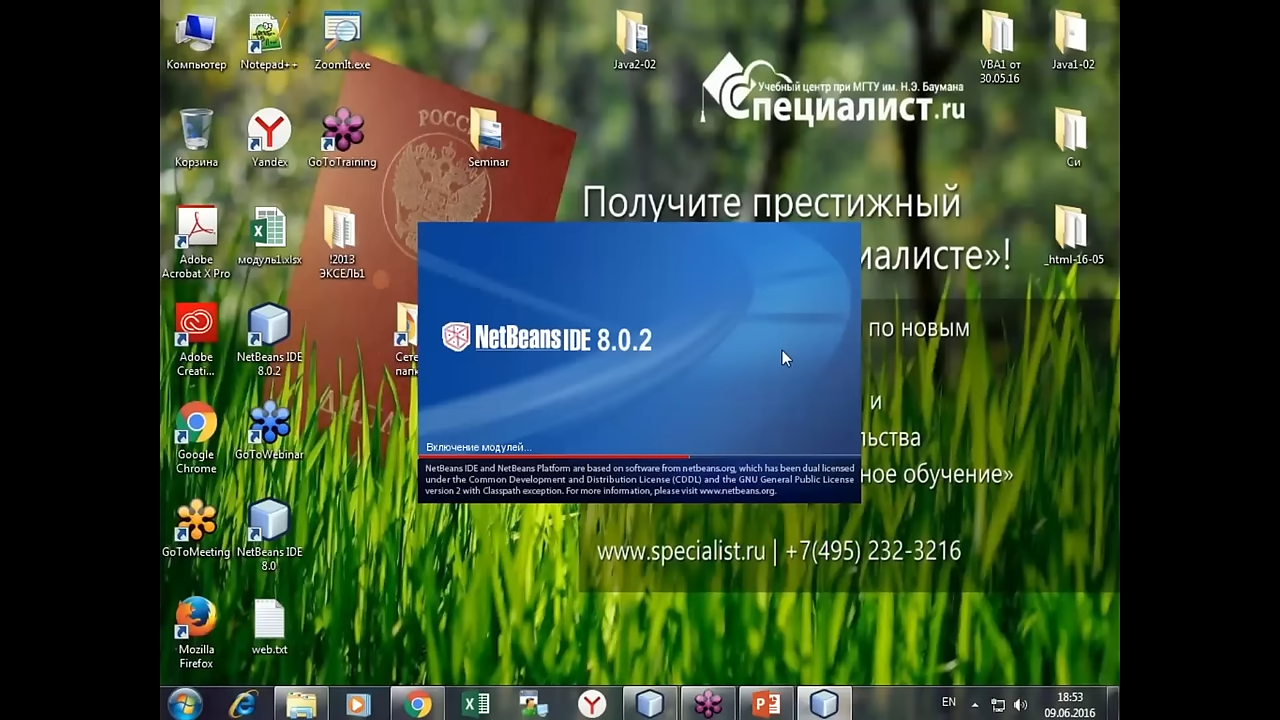 Компьютер
Notepad++
ZoomIt.exe
Java2-02
VBA1 от
30.05.16
Java1-02
Учебный центр при МГТУ им. Н.Э. Баумана
Специалист.ru
Корзина
Yandex
GoToTraining
Seminar
Си
Получите престижный
иалисте»!
Adobe
Acrobat X Pro
модуль1.xlsx
!2013
ЭКСЕЛЬ1
_html-16-05
по новым
Adobe
Creati...
NetBeans IDE
8.0.2
NetBeans IDE 8.0.2
и
льства
ное обучение»
Google
Chrome
GoToWebinar
Включение модулей...
NetBeans IDE and NetBeans Platform are based on software from netbeans.org, which has been dual licensed
under the Common Development and Distribution License (CDDL) and the GNU General Public License
version 2 with Classpath exception. For more information, please visit www.netbeans.org.
GoToMeeting
NetBeans IDE
8.0
www.specialist.ru | +7(495) 232-3216
Mozilla
Firefox
web.txt
EN
18:53
09.06.2016